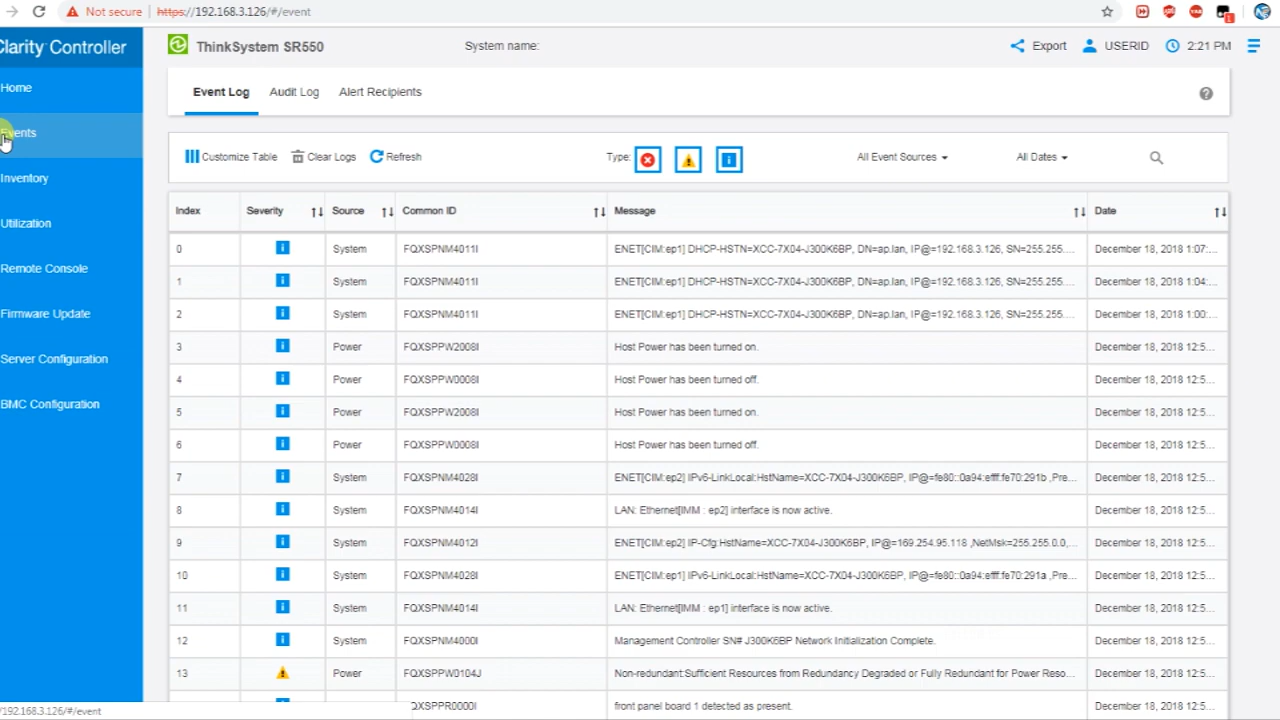 Not secure https://192.168.3.126/#/event
Clarity Controller
ThinkSystem SR550
System name:
Export
USERID
2:21 PM
Home
Events
Inventory
Utilization
Remote Console
Firmware Update
Server Configuration
BMC Configuration
Event Log Audit Log Alert Recipients
Customize Table Clear Logs Refresh Type: All Event Sources All Dates
Index Severity Source Common ID Message Date
0 System FQXSPNM4011I ENET[CIM:ep1] DHCP-HSTN=XCC-7X04-J300K6BP, DN=ap.lan, IP@=192.168.3.126, SN=255.255.... December 18, 2018 1:07:...
1 System FQXSPNM4011I ENET[CIM:ep1] DHCP-HSTN=XCC-7X04-J300K6BP, DN=ap.lan, IP@=192.168.3.126, SN=255.255.... December 18, 2018 1:04:...
2 System FQXSPNM4011I ENET[CIM:ep1] DHCP-HSTN=XCC-7X04-J300K6BP, DN=ap.lan, IP@=192.168.3.126, SN=255.255.... December 18, 2018 1:00:...
3 Power FQXSPPW2008I Host Power has been turned on. December 18, 2018 12:5...
4 Power FQXSPPW0008I Host Power has been turned off. December 18, 2018 12:5...
5 Power FQXSPPW2008I Host Power has been turned on. December 18, 2018 12:5...
6 Power FQXSPPW0008I Host Power has been turned off. December 18, 2018 12:5...
7 System FQXSPNM4028I ENET[CIM:ep2] IPv6-LinkLocal:HstName=XCC-7X04-J300K6BP, IP@=fe80::0a94:efff:fe70:291b ,Pre... December 18, 2018 12:5...
8 System FQXSPNM4014I LAN: Ethernet[IMM : ep2] interface is now active. December 18, 2018 12:5...
9 System FQXSPNM4012I ENET[CIM:ep2] IP-Cfg:HstName=XCC-7X04-J300K6BP, IP@=169.254.95.118 ,NetMsk=255.255.0.0,... December 18, 2018 12:5...
10 System FQXSPNM4028I ENET[CIM:ep1] IPv6-LinkLocal:HstName=XCC-7X04-J300K6BP, IP@=fe80::0a94:efff:fe70:291a ,Pre... December 18, 2018 12:5...
11 System FQXSPNM4014I LAN: Ethernet[IMM : ep1] interface is now active. December 18, 2018 12:5...
12 System FQXSPNM4000I Management Controller SN# J300K6BP Network Initialization Complete. December 18, 2018 12:5...
13 Power FQXSPPW0104J Non-redundant:Sufficient Resources from Redundancy Degraded or Fully Redundant for Power Reso... December 18, 2018 12:5...
QXSPPR0000I front panel board 1 detected as present. December 18, 2018 12:5...
/192.168.3.126/#/event